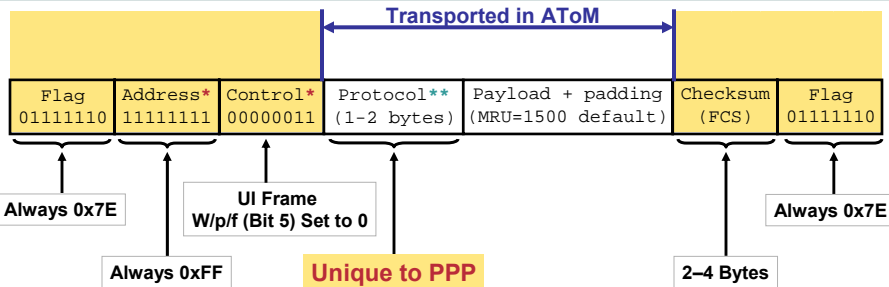 Transported in AToM
Flag Address* Control* Protocol** Payload + padding Checksum Flag
01111110 11111111 00000011 (1-2 bytes) (MRU=1500 default) (FCS) 01111110
Always 0x7E
UI Frame
W/p/f (Bit 5) Set to 0
Always 0x7E
Always 0xFF
Unique to PPP
2–4 Bytes